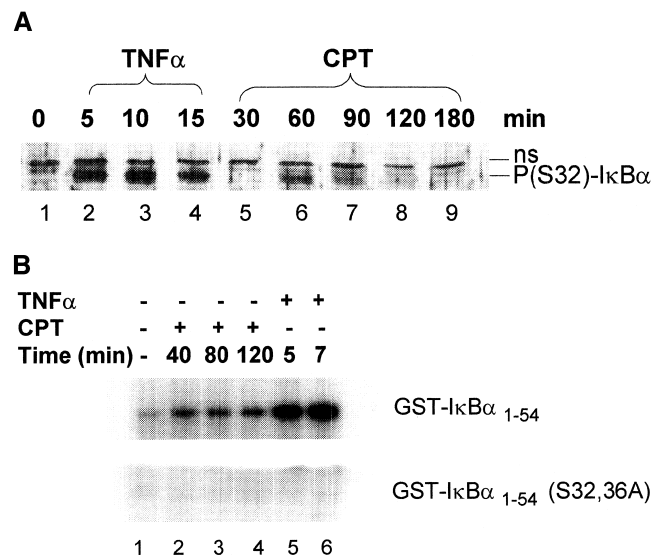 A
TNFα CPT
0 5 10 15 30 60 90 120 180 min
ns
P(S32)-IκBα
1 2 3 4 5 6 7 8 9
B
TNFα - - - - + +
CPT - + + + - -
Time (min) - 40 80 120 5 7
GST-IκBα 1-54
GST-IκBα 1-54 (S32,36A)
1 2 3 4 5 6